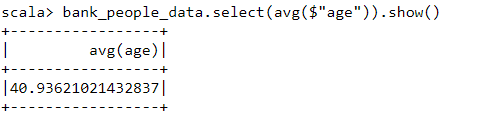 scala> bank_people_data.select(avg($"age")).show()
+-----------------+
|         avg(age)|
+-----------------+
|40.93621021432837|
+-----------------+